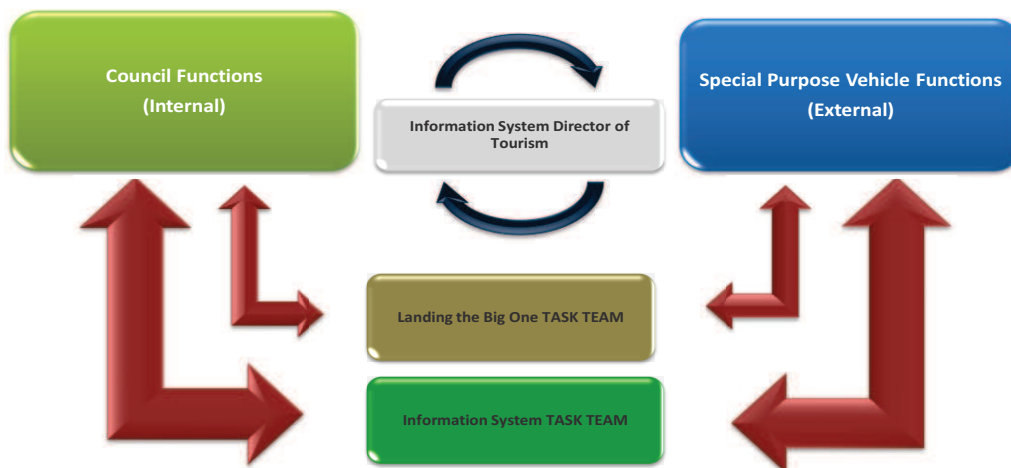 Council Functions
(Internal)
Special Purpose Vehicle Functions
(External)
Information System Director of
Tourism
Landing the Big One TASK TEAM
Information System TASK TEAM